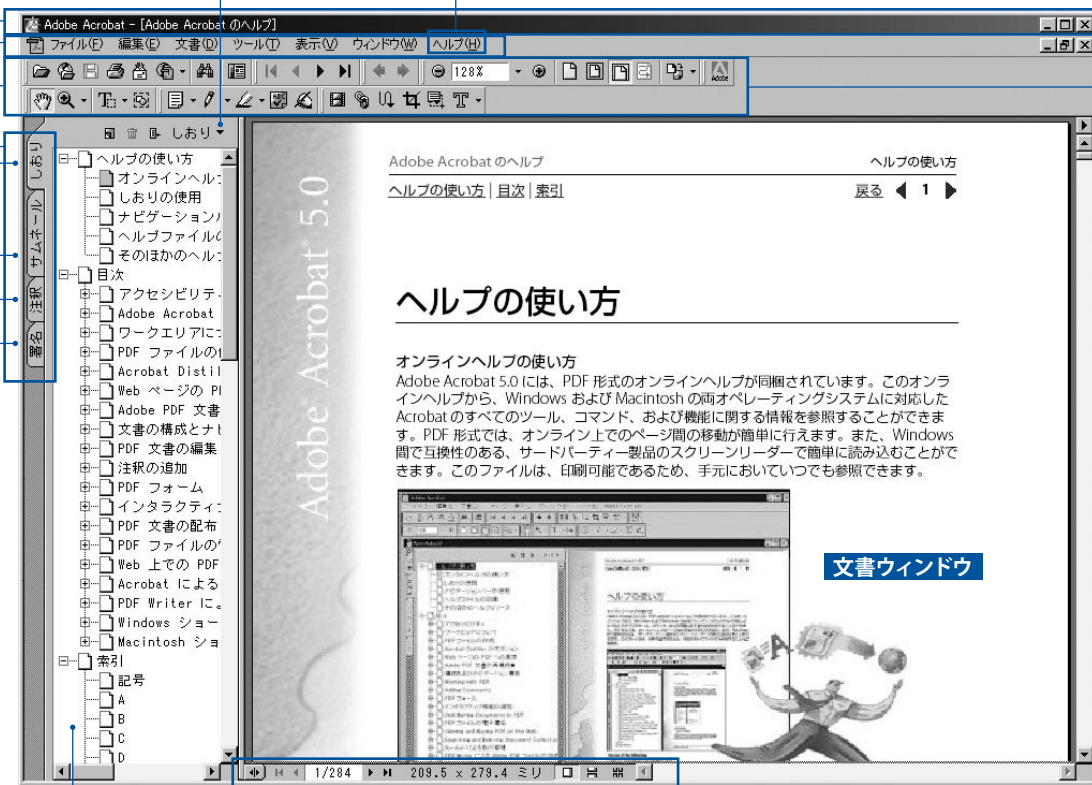 Adobe Acrobat - [Adobe Acrobat のヘルプ]
ファイル(F) 編集(E) 文書(D) ツール(T) 表示(V) ウィンドウ(W) ヘルプ(H)
128%
Adobe
しおり
しおり
サムネール
注釈
署名
ヘルプの使い方
オンラインヘル
しおりの使用
ナビゲーション
ヘルプファイル
そのほかのヘル
目次
アクセシビリテ
Adobe Acrobat
ワークエリアに
PDF ファイルの
Acrobat Distil
Web ページの P
Adobe PDF 文書
文書の構成とナ
PDF 文書の編集
注釈の追加
PDF フォーム
インタラクティ
PDF 文書の配布
PDF ファイルの
Web 上での PDF
Acrobat による
PDF Writer に
Windows ショー
Macintosh ショ
索引
記号
A
B
C
D
Adobe Acrobat 5.0
Adobe Acrobat のヘルプ ヘルプの使い方
ヘルプの使い方 | 目次 | 索引 戻る 1
ヘルプの使い方
オンラインヘルプの使い方
Adobe Acrobat 5.0 には、PDF 形式のオンラインヘルプが同梱されています。このオンラ
インヘルプから、Windows および Macintosh の両オペレーティングシステムに対応した
Acrobat のすべてのツール、コマンド、および機能に関する情報を参照することができま
す。PDF 形式では、オンライン上でのページ間の移動が簡単に行えます。また、Windows
間で互換性のある、サードパーティー製品のスクリーンリーダーで簡単に読み込むことがで
きます。このファイルは、印刷可能であるため、手元においていつでも参照できます。
ヘルプの使い方
文書ウィンドウ
1/284 209.5 x 279.4 ミリ